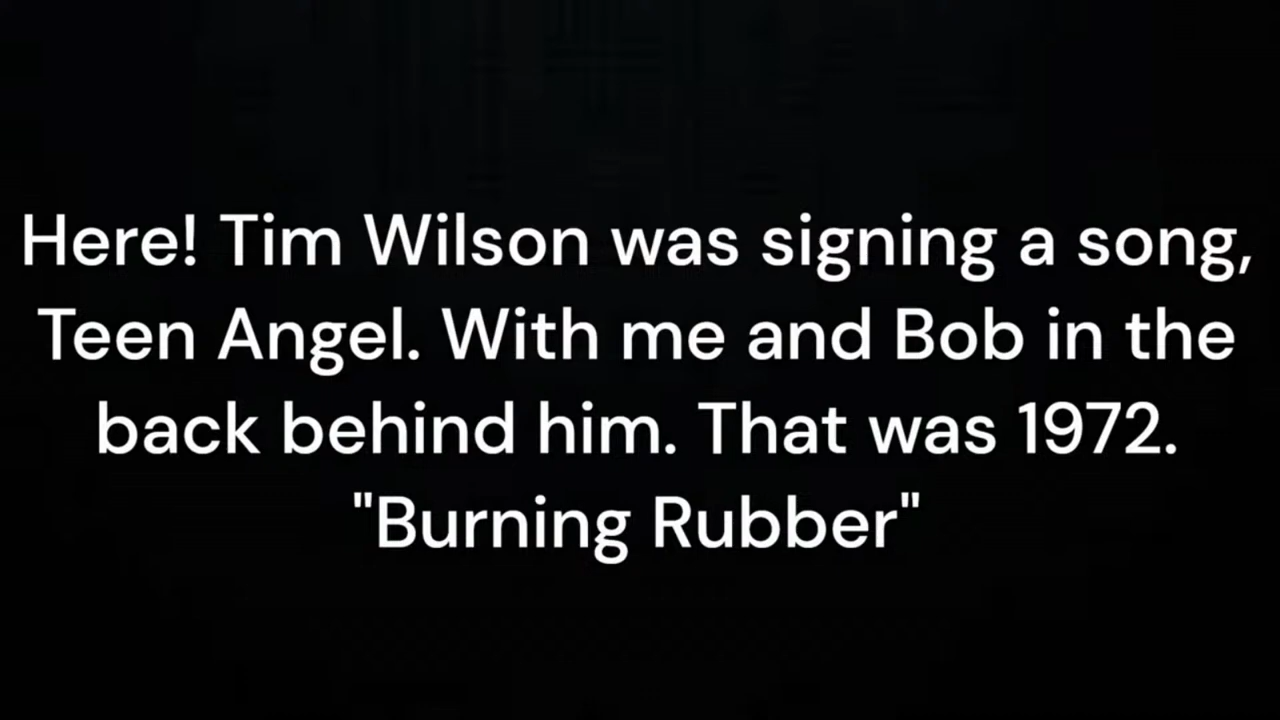 Here! Tim Wilson was signing a song,
Teen Angel. With me and Bob in the
back behind him. That was 1972.
"Burning Rubber"